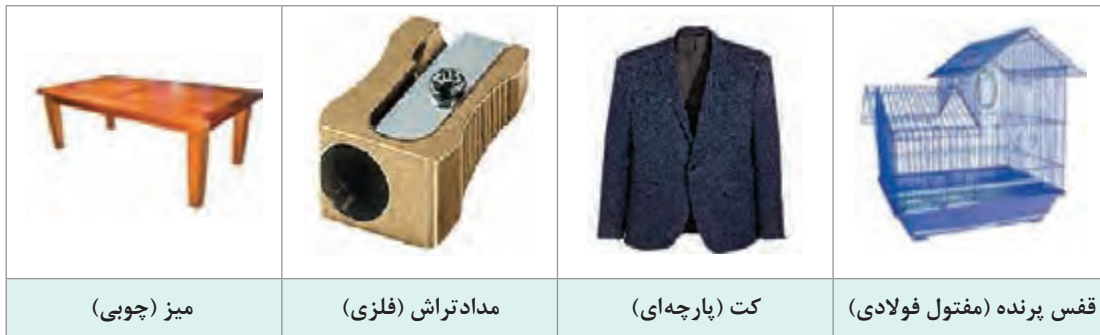 قفس پرنده (مفتول فولادی)
کت (پارچه‌ای)
مدادتراش (فلزی)
میز (چوبی)